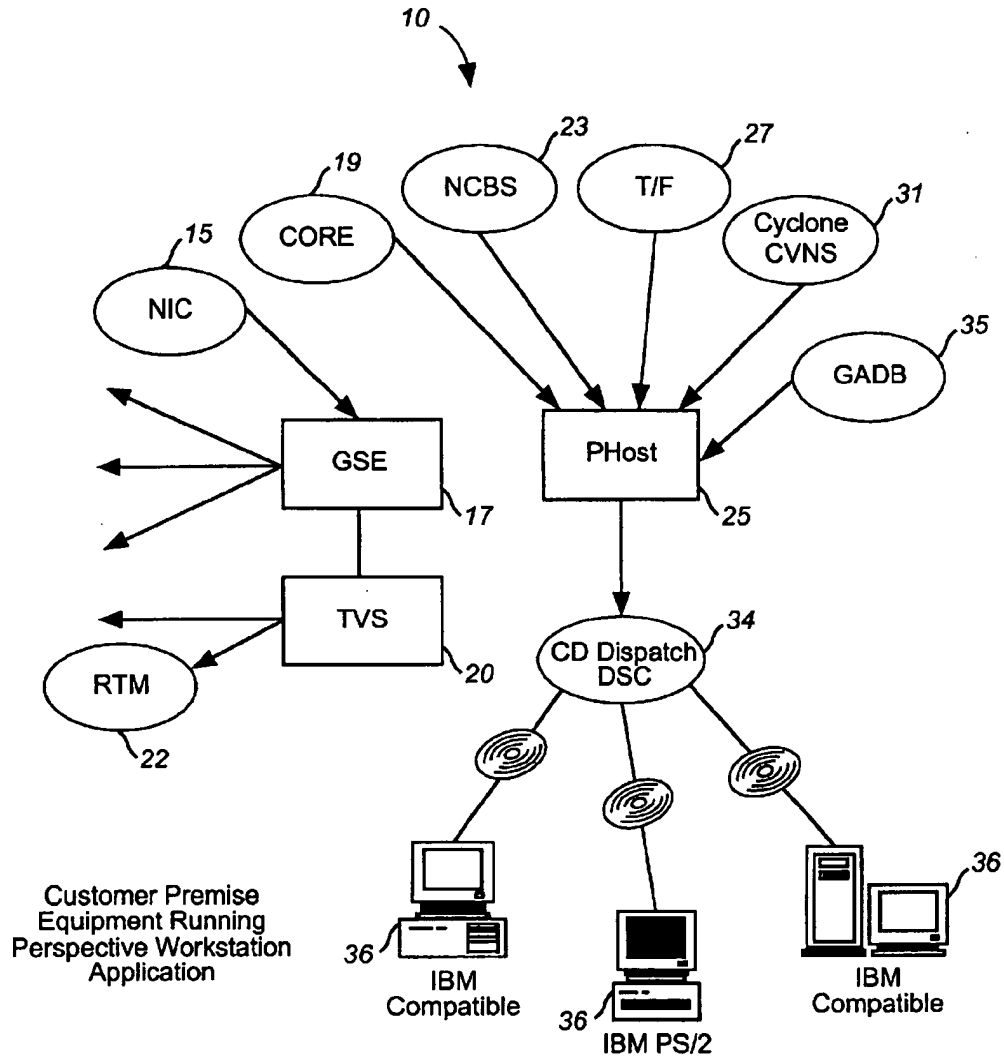 10
23
27
19
NCBS
T/F
31
CORE
Cyclone
CVNS
15
NIC
35
GADB
GSE
PHost
17
25
TVS
34
CD Dispatch
DSC
20
RTM
22
36
Customer Premise
Equipment Running
Perspective Workstation
Application
36
IBM
Compatible
36
IBM PS/2
IBM
Compatible